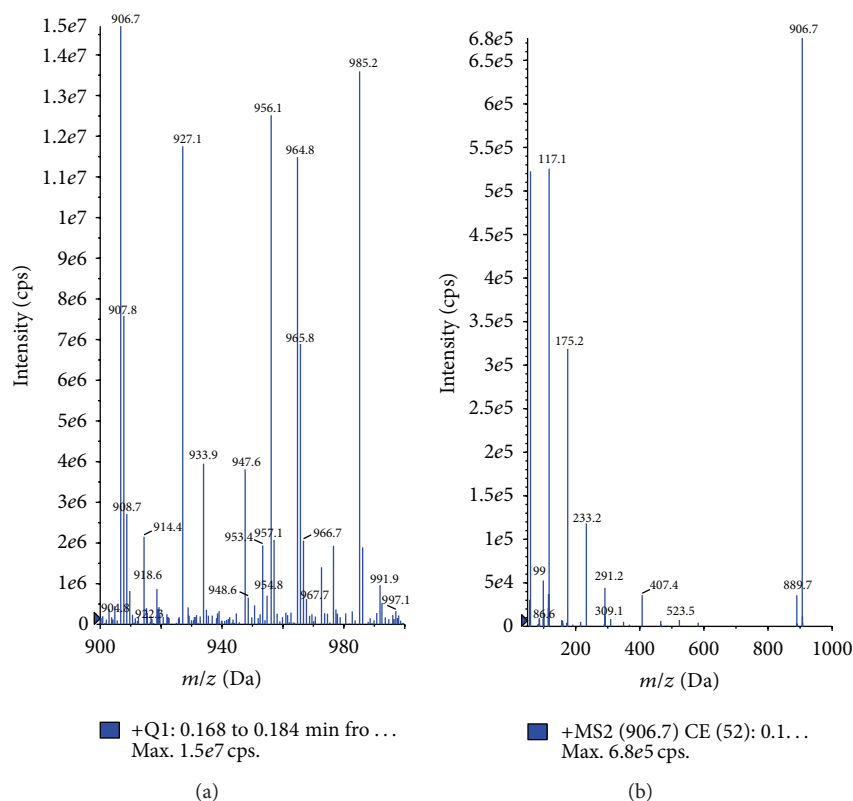 Intensity (cps)
1.5e7
1.4e7
1.3e7
1.2e7
1.1e7
1e7
9e6
8e6
7e6
6e6
5e6
4e6
3e6
2e6
1e6
0
906.7
985.2
956.1
927.1
964.8
907.8
965.8
933.9
947.6
908.7
914.4
953.4
957.1
966.7
918.6
948.6
954.8
967.7
991.9
904.8
922.3
997.1
900
940
980
m/z (Da)
+Q1: 0.168 to 0.184 min fro ...
Max. 1.5e7 cps.
(a)
Intensity (cps)
6.8e5
6.5e5
6e5
5.5e5
5e5
4.5e5
4e5
3.5e5
3e5
2.5e5
2e5
1.5e5
1e5
5e4
0
906.7
117.1
175.2
233.2
99
291.2
407.4
889.7
86.6
309.1
523.5
200
400
600
800
1000
m/z (Da)
+MS2 (906.7) CE (52): 0.1...
Max. 6.8e5 cps.
(b)